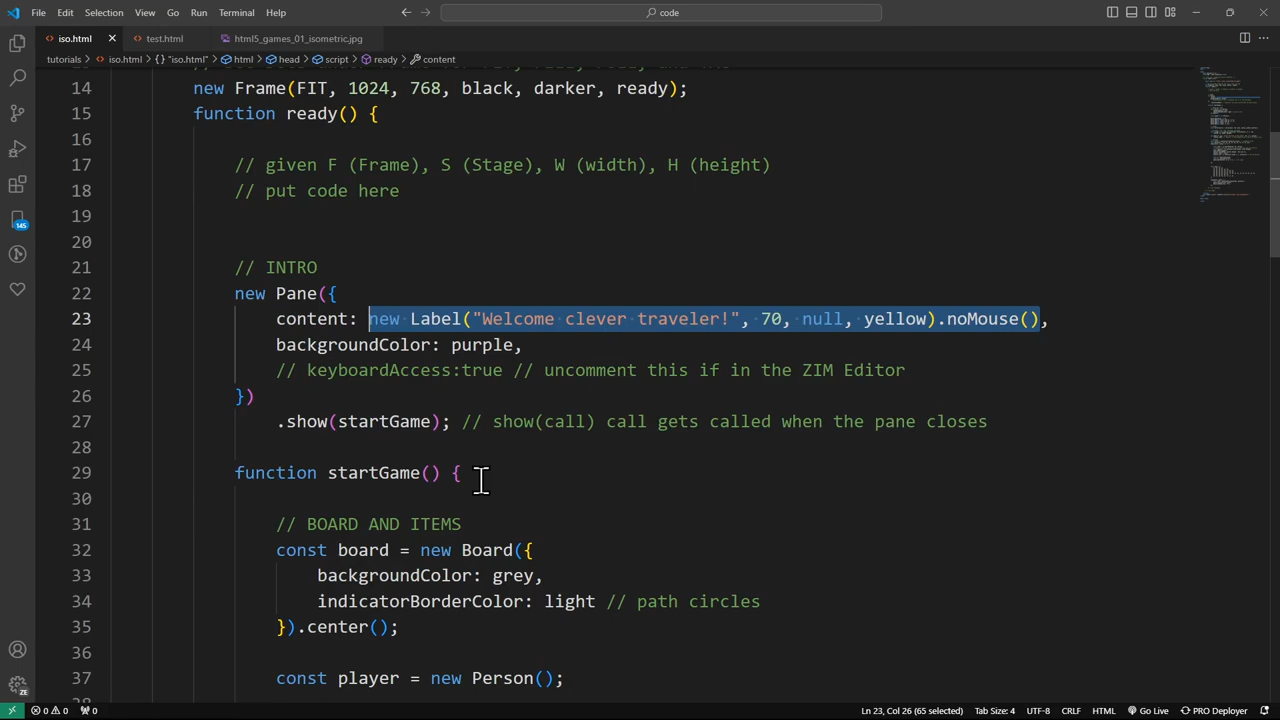 File Edit Selection View Go Run Terminal Help
code
iso.html
test.html
html5_games_01_isometric.jpg
tutorials > iso.html > {} "iso.html" > html > head > script > ready > content
14 new Frame(FIT, 1024, 768, black, darker, ready);
15 function ready() {
16
17 // given F (Frame), S (Stage), W (width), H (height)
18 // put code here
19
20
21 // INTRO
22 new Pane({
23 content: new Label("Welcome clever traveler!", 70, null, yellow).noMouse(),
24 backgroundColor: purple,
25 // keyboardAccess:true // uncomment this if in the ZIM Editor
26 })
27 .show(startGame); // show(call) call gets called when the pane closes
28
29 function startGame() {
30
31 // BOARD AND ITEMS
32 const board = new Board({
33 backgroundColor: grey,
34 indicatorBorderColor: light // path circles
35 }).center();
36
37 const player = new Person();
145
ZE
0 0 0 Ln 23, Col 26 (65 selected) Tab Size: 4 UTF-8 CRLF HTML Go Live PRO Deployer